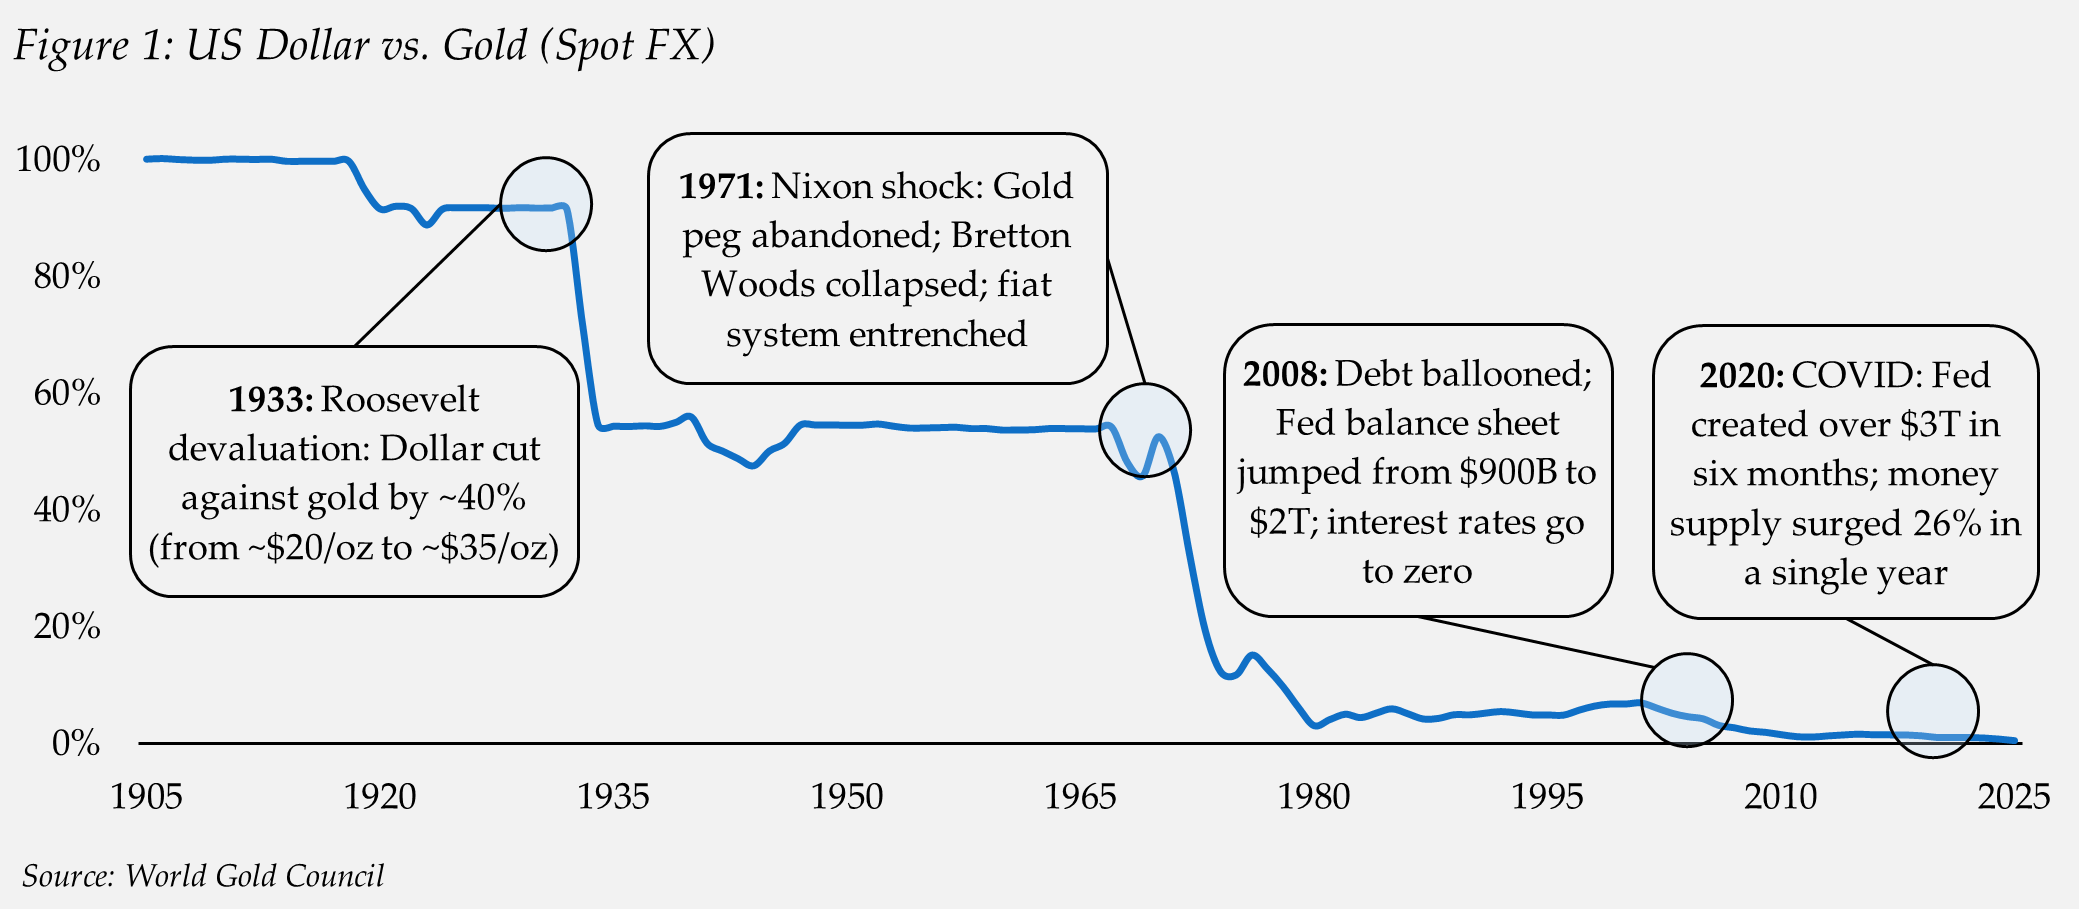 Figure 1: US Dollar vs. Gold (Spot FX)
100%
80%
60%
40%
20%
0%
1933: Roosevelt
devaluation: Dollar cut
against gold by ~40%
(from ~$20/oz to ~$35/oz)
1971: Nixon shock: Gold
peg abandoned; Bretton
Woods collapsed; fiat
system entrenched
2008: Debt ballooned;
Fed balance sheet
jumped from $900B to
$2T; interest rates go
to zero
2020: COVID: Fed
created over $3T in
six months; money
supply surged 26% in
a single year
1905 1920 1935 1950 1965 1980 1995 2010 2025
Source: World Gold Council